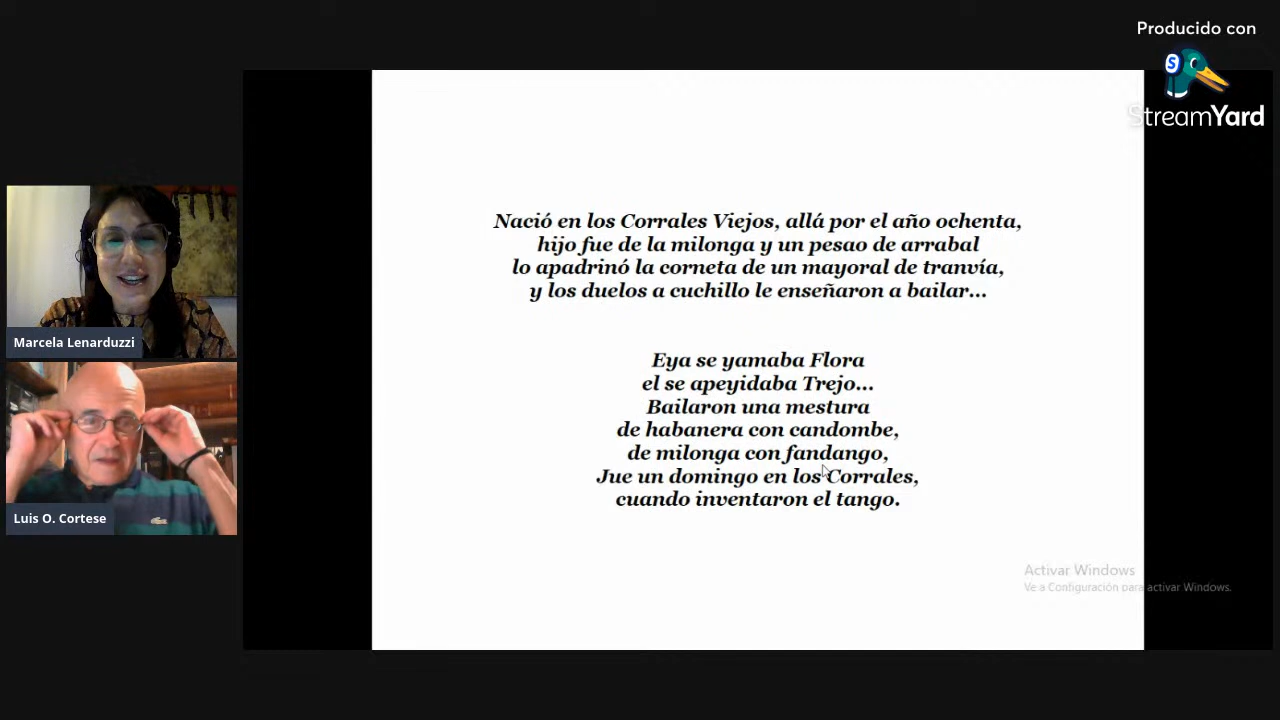 Producido con
StreamYard
Nació en los Corrales Viejos, allá por el año ochenta,
hijo fue de la milonga y un pesao de arrabal
lo apadrinó la corneta de un mayoral de tranvía,
y los duelos a cuchillo le enseñaron a bailar...
Eya se yamaba Flora
el se apeyidaba Trejo...
Bailaron una mestura
de habanera con candombe,
de milonga con fandango,
Jue un domingo en los Corrales,
cuando inventaron el tango.
Marcela Lenarduzzi
Luis O. Cortese
Activar Windows
Ve a Configuración para activar Windows.